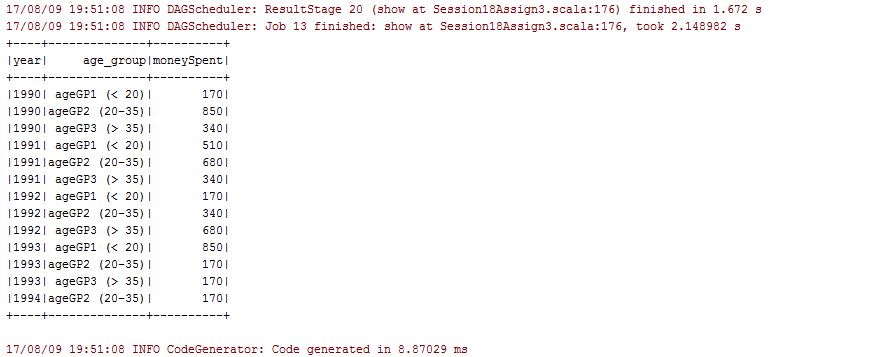 17/08/09 19:51:08 INFO DAGScheduler: ResultStage 20 (show at Session18Assign3.scala:176) finished in 1.672 s
17/08/09 19:51:08 INFO DAGScheduler: Job 13 finished: show at Session18Assign3.scala:176, took 2.148982 s
+----+--------------+----------+
|year|     age_group|moneySpent|
+----+--------------+----------+
|1990| ageGP1 (< 20)|       170|
|1990|ageGP2 (20-35)|       850|
|1990| ageGP3 (> 35)|       340|
|1991| ageGP1 (< 20)|       510|
|1991|ageGP2 (20-35)|       680|
|1991| ageGP3 (> 35)|       340|
|1992| ageGP1 (< 20)|       170|
|1992|ageGP2 (20-35)|       340|
|1992| ageGP3 (> 35)|       680|
|1993| ageGP1 (< 20)|       850|
|1993|ageGP2 (20-35)|       170|
|1993| ageGP3 (> 35)|       170|
|1994|ageGP2 (20-35)|       170|
+----+--------------+----------+
17/08/09 19:51:08 INFO CodeGenerator: Code generated in 8.87029 ms